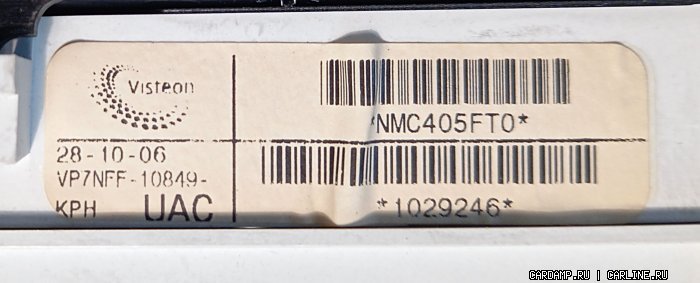 Visteon
28-10-06
VP7NFF-10849-
KPH UAC
*NMC405FT0*
*1029246*
CARDAMP.RU | CARLINE.RU